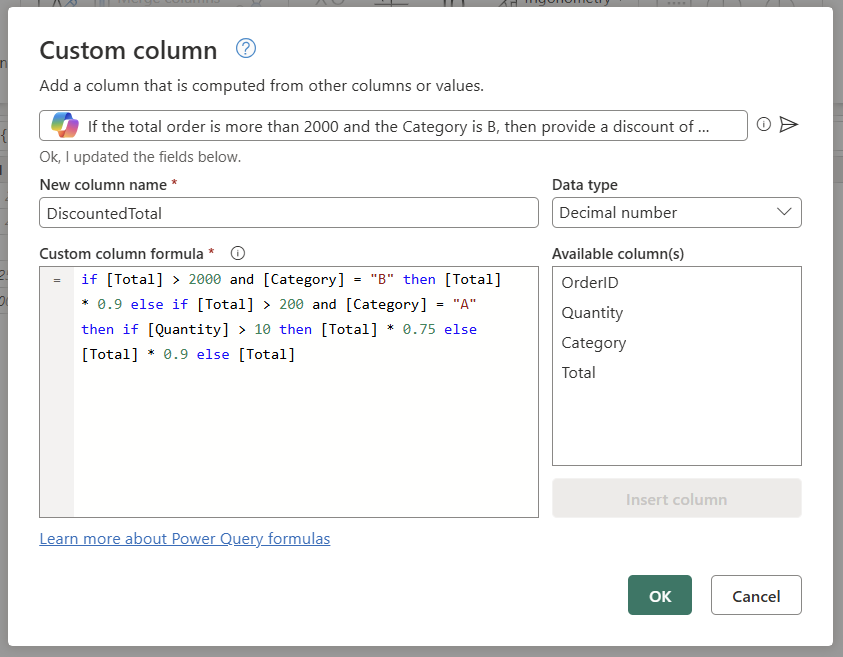 Custom column
Add a column that is computed from other columns or values.
If the total order is more than 2000 and the Category is B, then provide a discount of ...
Ok, I updated the fields below.
New column name *
Data type
DiscountedTotal
Decimal number
Custom column formula *
Available column(s)
= if [Total] > 2000 and [Category] = "B" then [Total]
* 0.9 else if [Total] > 200 and [Category] = "A"
then if [Quantity] > 10 then [Total] * 0.75 else
[Total] * 0.9 else [Total]
OrderID
Quantity
Category
Total
Insert column
Learn more about Power Query formulas
OK
Cancel